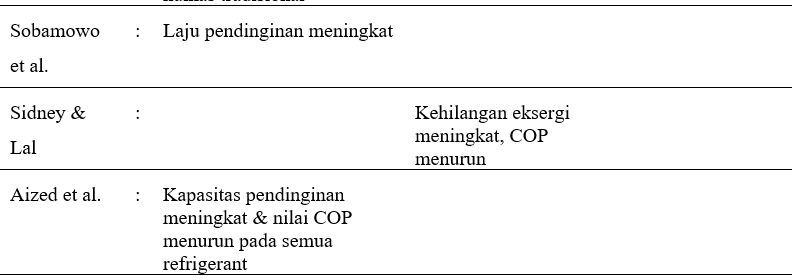 Sobamowo : Laju pendinginan meningkat
et al.
Sidney & : Kehilangan eksergi
meningkat, COP
Lal
menurun
Aized et al. : Kapasitas pendinginan
meningkat & nilai COP
menurun pada semua
refrigerant